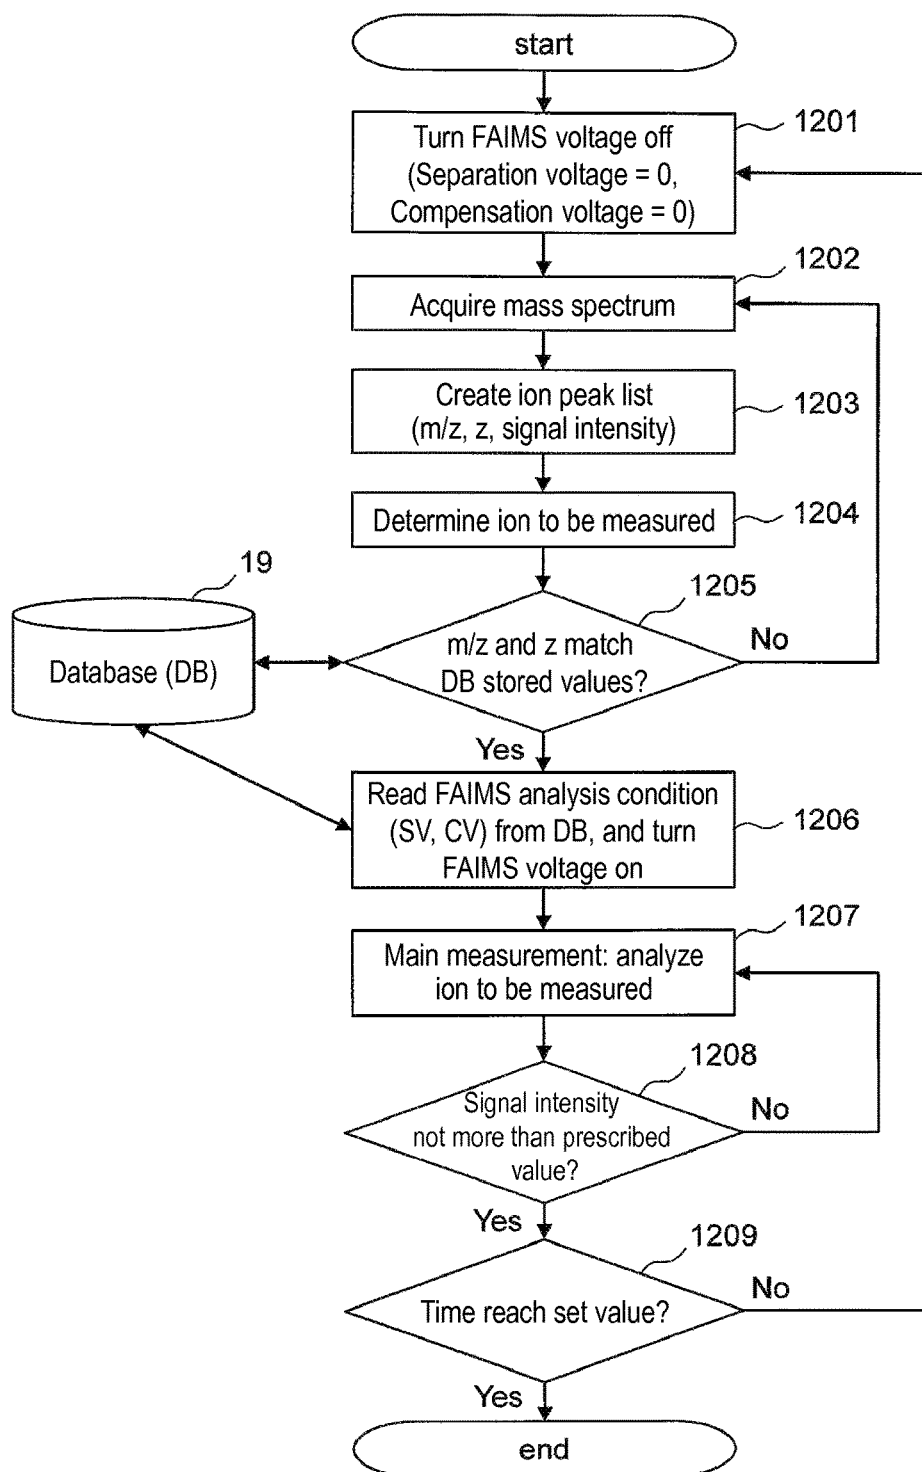 start
1201
Turn FAIMS voltage off
(Separation voltage = 0,
Compensation voltage = 0)
1202
Acquire mass spectrum
Create ion peak list
(m/z, z, signal intensity)
1203
Determine ion to be measured
1204
19
1205
m/z and z match
DB stored values?
No
Database (DB)
Yes
Read FAIMS analysis condition
(SV, CV) from DB, and turn
FAIMS voltage on
1206
1207
Main measurement: analyze
ion to be measured
1208
Signal intensity
not more than prescribed
value?
No
Yes
1209
Time reach set value?
No
Yes
end